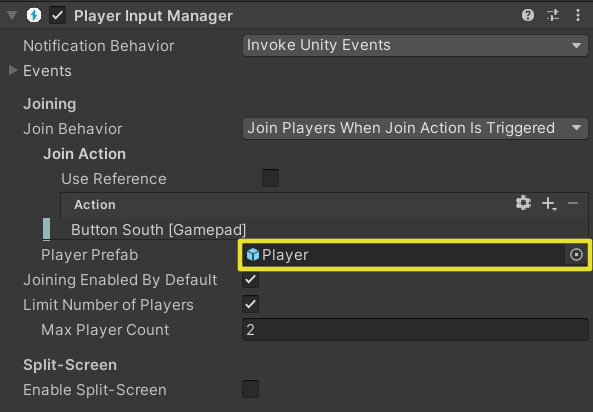 Player Input Manager
Notification Behavior Invoke Unity Events
Events
Joining
Join Behavior Join Players When Join Action Is Triggered
Join Action
Use Reference
Action
Button South [Gamepad]
Player Prefab Player
Joining Enabled By Default
Limit Number of Players
Max Player Count 2
Split-Screen
Enable Split-Screen